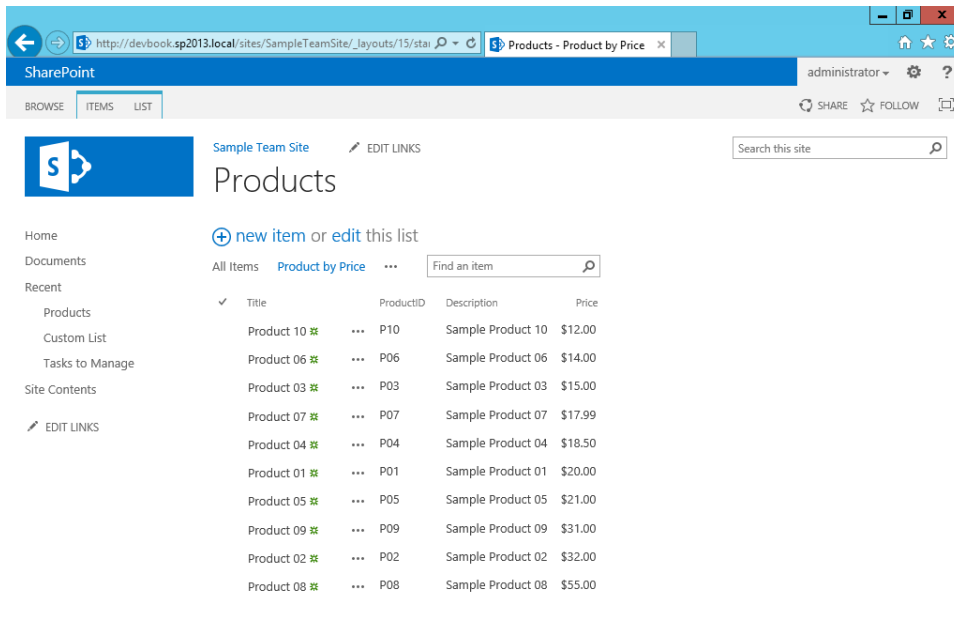 http://devbook.sp2013.local/sites/SampleTeamSite/_layouts/15/sta
Products - Product by Price
SharePoint
administrator
?
BROWSE ITEMS LIST
SHARE FOLLOW
S
Sample Team Site EDIT LINKS
Search this site
Products
Home
Documents
Recent
Products
Custom List
Tasks to Manage
Site Contents
EDIT LINKS
new item or edit this list
All Items Product by Price ...
Find an item
Title ProductID Description Price
Product 10 ... P10 Sample Product 10 $12.00
Product 06 ... P06 Sample Product 06 $14.00
Product 03 ... P03 Sample Product 03 $15.00
Product 07 ... P07 Sample Product 07 $17.99
Product 04 ... P04 Sample Product 04 $18.50
Product 01 ... P01 Sample Product 01 $20.00
Product 05 ... P05 Sample Product 05 $21.00
Product 09 ... P09 Sample Product 09 $31.00
Product 02 ... P02 Sample Product 02 $32.00
Product 08 ... P08 Sample Product 08 $55.00